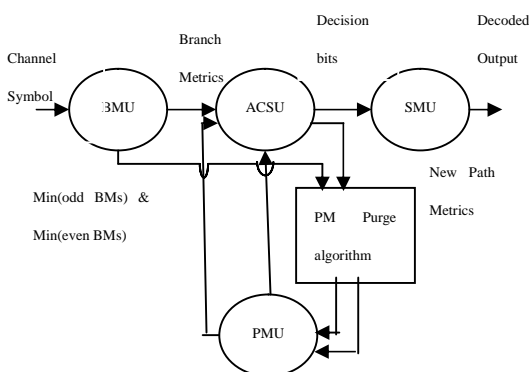 Channel
Symbol
BMU
Branch
Metrics
ACSU
Decision
bits
SMU
Decoded
Output
Min(odd BMs) &
Min(even BMs)
New Path
Metrics
PM Purge
algorithm
PMU